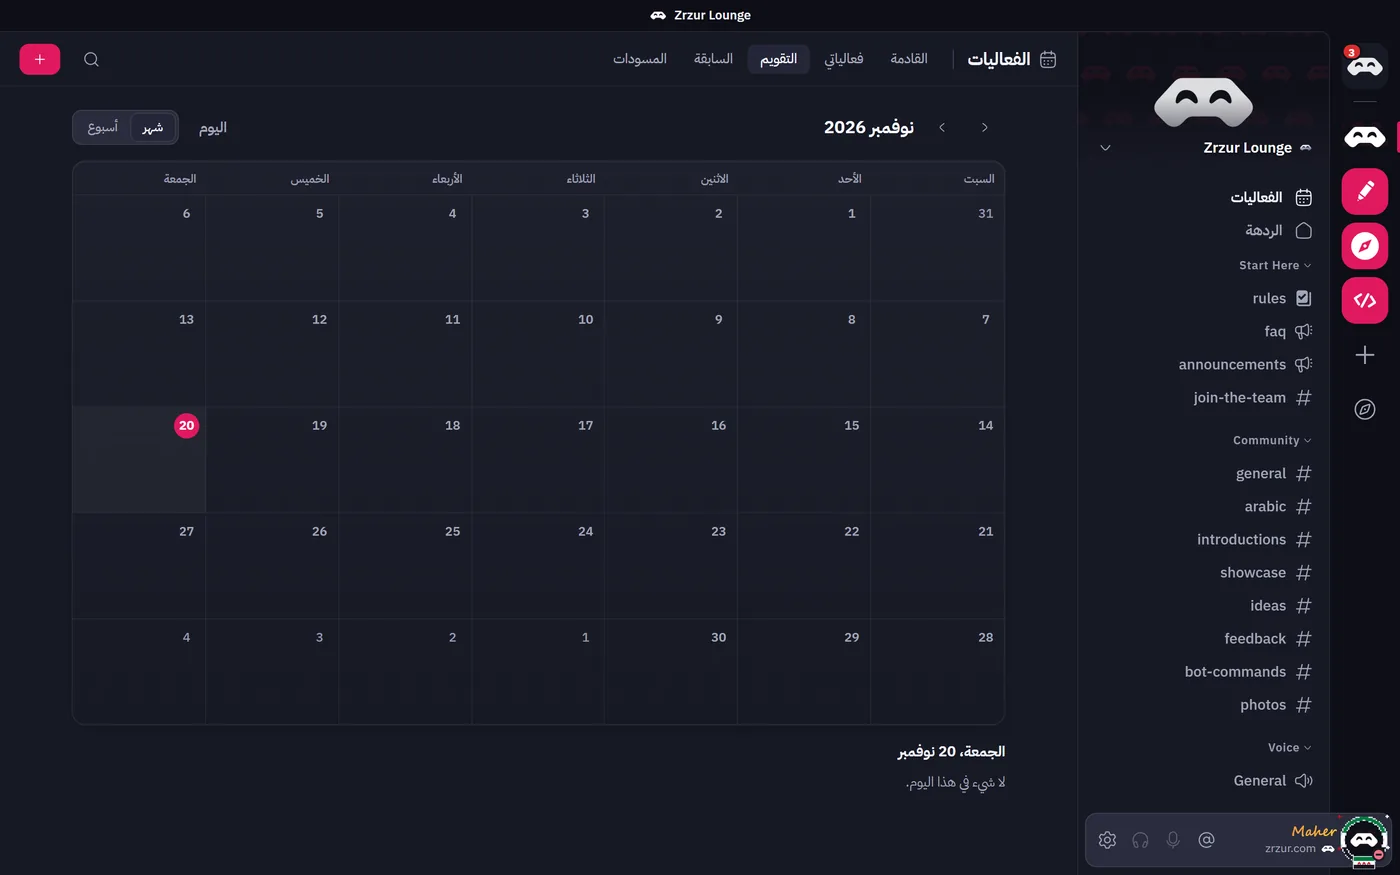 Zrzur Lounge
الفعاليات
القادمة
فعالياتي
التقويم
السابقة
المسودات
نوفمبر 2026
اليوم
شهر
أسبوع
السبت الأحد الاثنين الثلاثاء الأربعاء الخميس الجمعة
31 1 2 3 4 5 6
7 8 9 10 11 12 13
14 15 16 17 18 19 20
21 22 23 24 25 26 27
28 29 30 1 2 3 4
الجمعة، 20 نوفمبر
لا شيء في هذا اليوم.
Zrzur Lounge
الفعاليات
الردهة
Start Here
rules
faq
announcements
join-the-team
Community
general
arabic
introductions
showcase
ideas
feedback
bot-commands
photos
Voice
General
Maher
zrzur.com
3